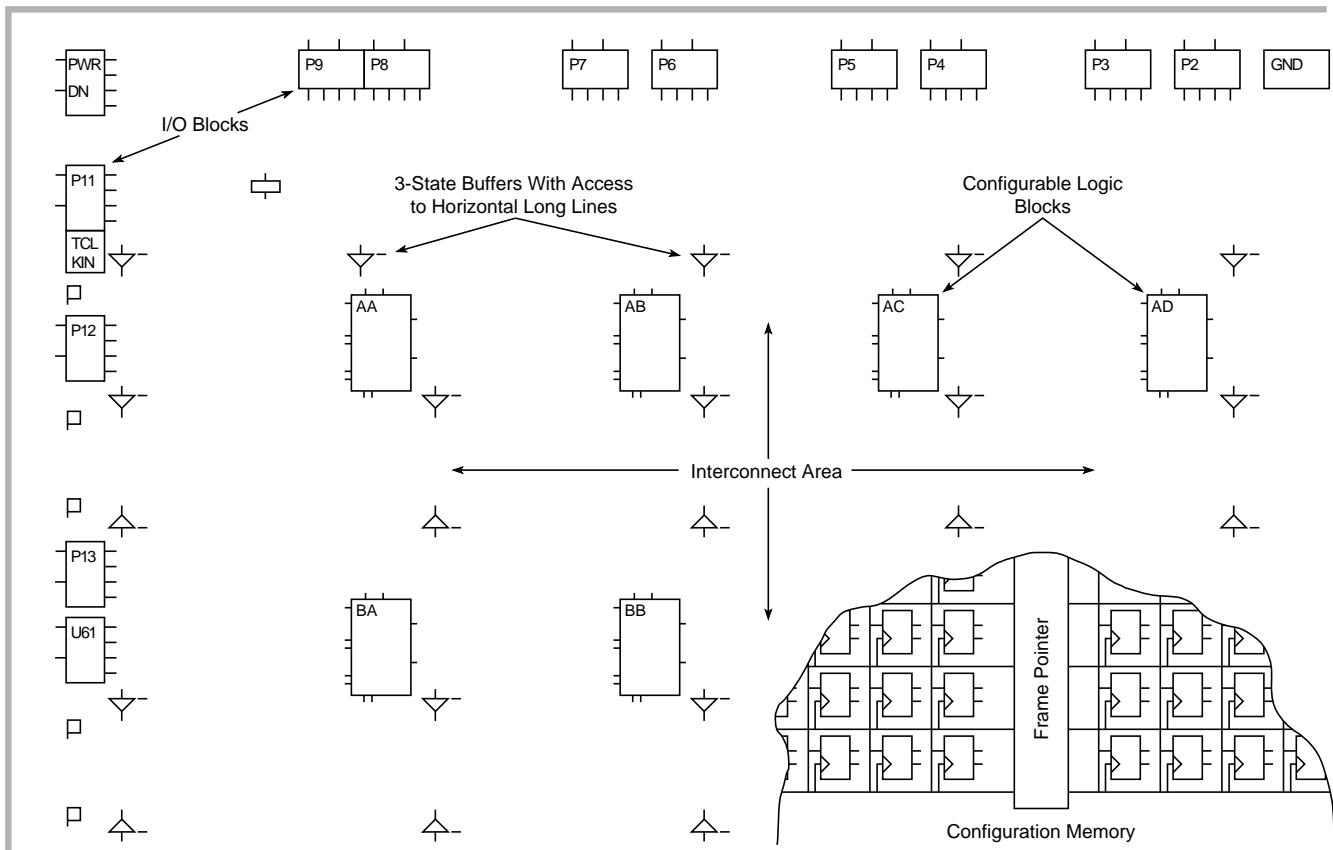 PWR
DN
P9
P8
P7
P6
P5
P4
P3
P2
GND
I/O Blocks
P11
TCL
KIN
3-State Buffers With Access
to Horizontal Long Lines
Configurable Logic
Blocks
P12
AA
AB
AC
AD
Interconnect Area
P13
U61
BA
BB
Frame Pointer
Configuration Memory